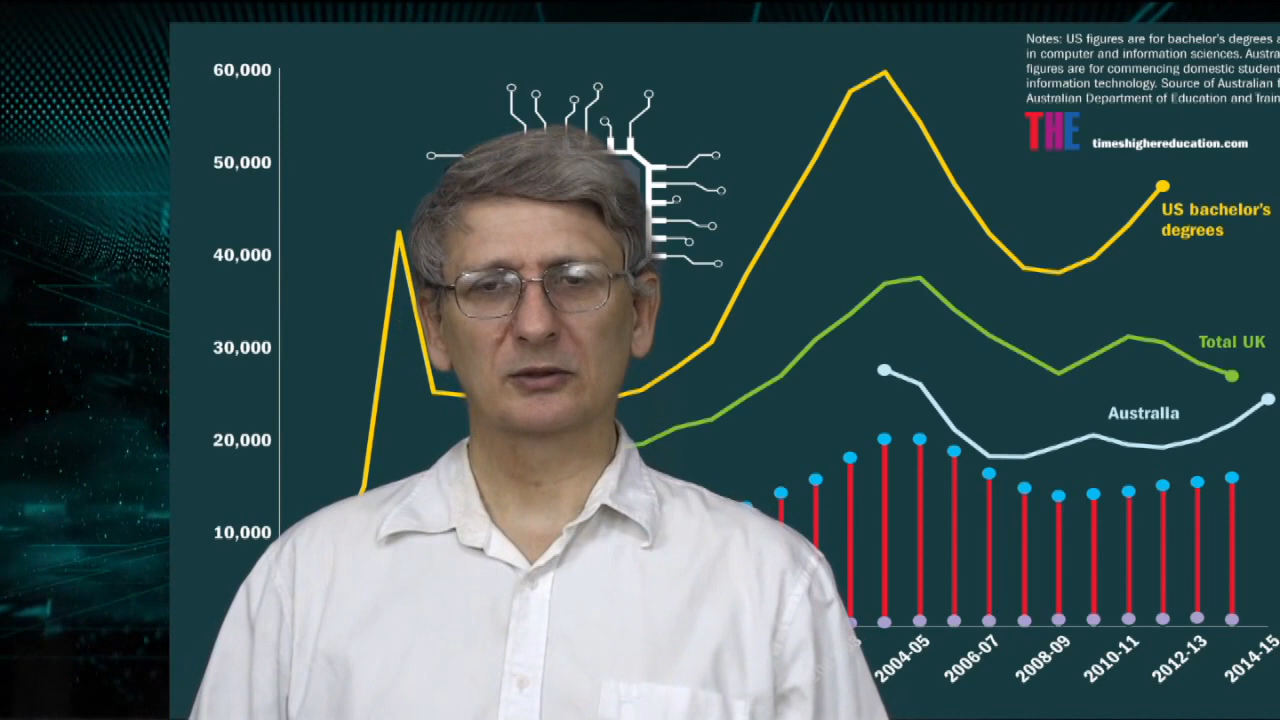 Notes: US figures are for bachelor's degrees
in computer and information sciences.
figures are for commencing domestic
information technology. Source of Australian
Australian Department of Education and
THE
timeshighereducation.com
60,000
50,000
40,000
30,000
20,000
10,000
US bachelor's
degrees
Total UK
Australia
2004-05
2006-07
2008-09
2010-11
2012-13
2014-15